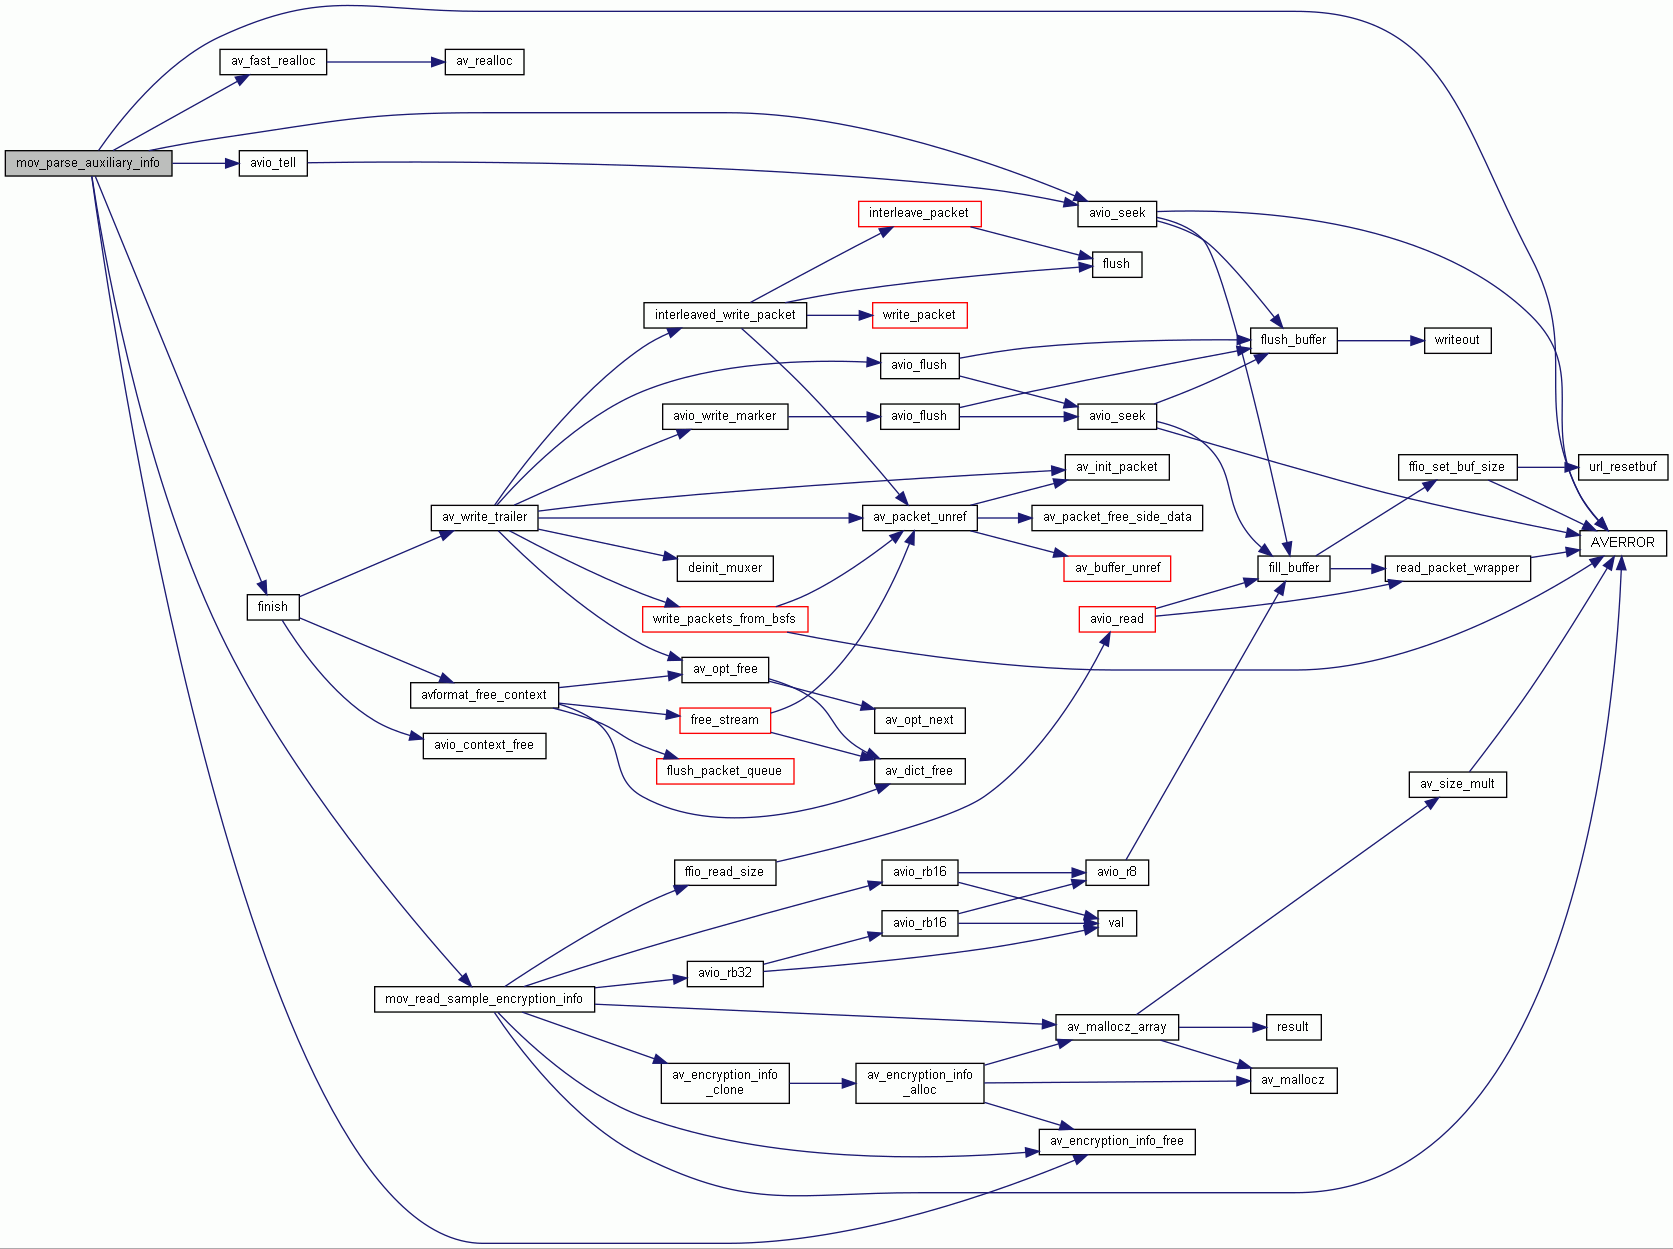 av_fast_realloc
av_realloc
mov_parse_auxiliary_info
avio_tell
interleave_packet
avio_seek
flush
interleaved_write_packet
write_packet
flush_buffer
writeout
avio_flush
avio_write_marker
avio_flush
avio_seek
av_init_packet
ffio_set_buf_size
url_resetbuf
av_write_trailer
av_packet_unref
av_packet_free_side_data
AVERROR
deinit_muxer
av_buffer_unref
fill_buffer
read_packet_wrapper
finish
write_packets_from_bsfs
avio_read
av_opt_free
avformat_free_context
free_stream
av_opt_next
avio_context_free
flush_packet_queue
av_dict_free
av_size_mult
ffio_read_size
avio_rb16
avio_r8
avio_rb16
val
avio_rb32
mov_read_sample_encryption_info
av_mallocz_array
result
av_encryption_info
_clone
av_encryption_info
_alloc
av_mallocz
av_encryption_info_free